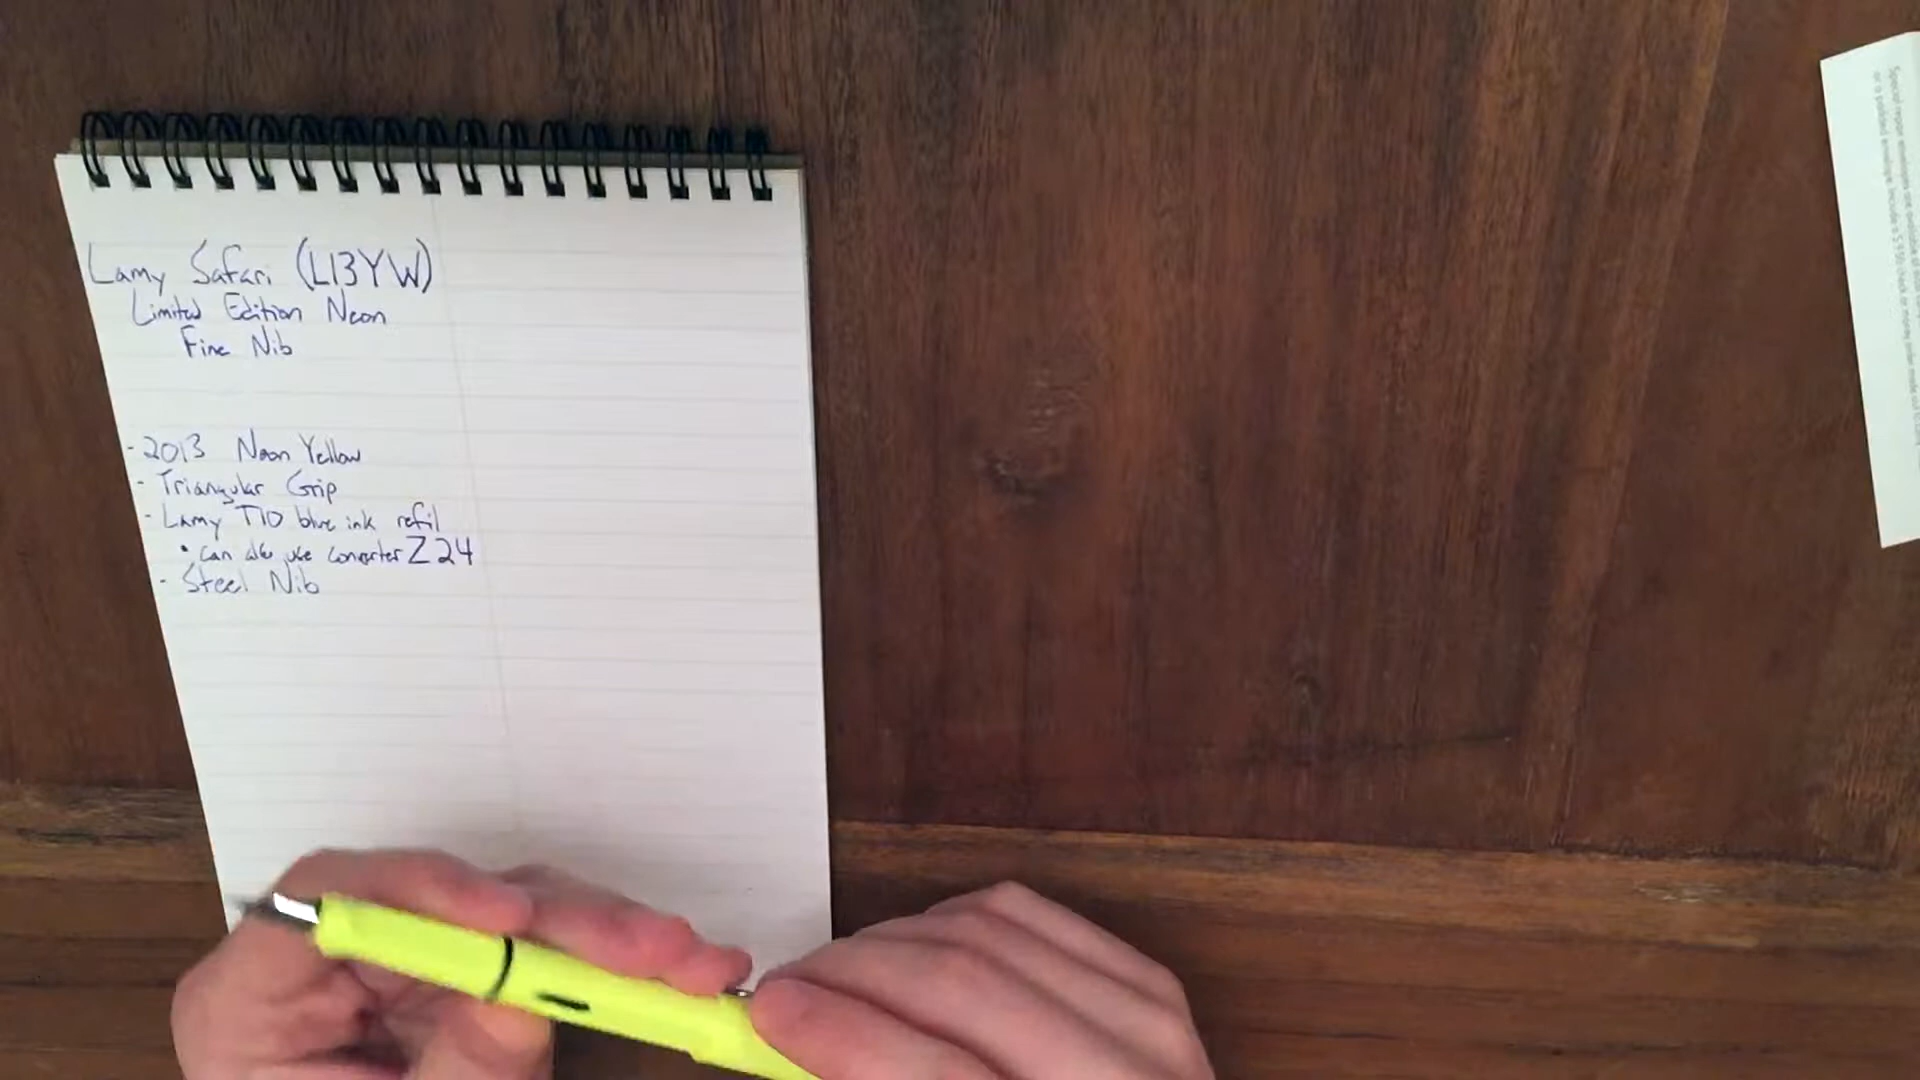 Lamy Safari (L13YW)
Limited Edition Neon
Fine Nib
- 2013 Neon Yellow
- Triangular Grip
- Lamy T10 blue ink refil
• can also use converter Z24
- Steel Nib